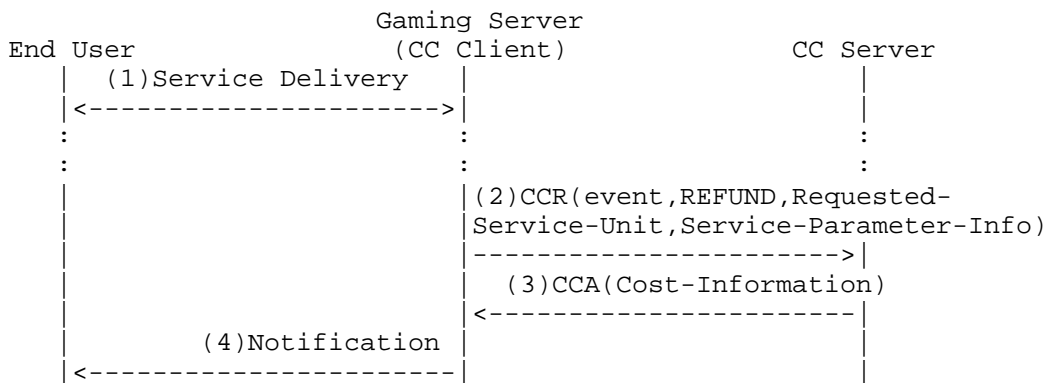 Gaming Server
End User (CC Client) CC Server
(1)Service Delivery
(2)CCR(event,REFUND,Requested-
Service-Unit,Service-Parameter-Info)
(3)CCA(Cost-Information)
(4)Notification